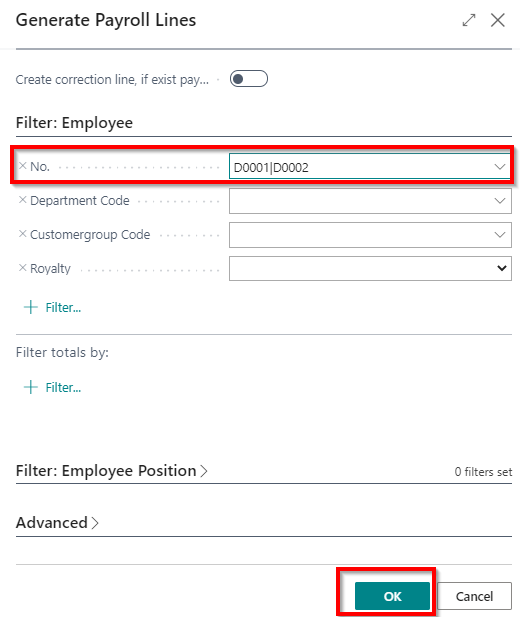 Generate Payroll Lines
Create correction line, if exist pay...
Filter: Employee
No. D0001|D0002
Department Code
Customergroup Code
Royalty
Filter...
Filter totals by:
Filter...
Filter: Employee Position 0 filters set
Advanced
OK Cancel